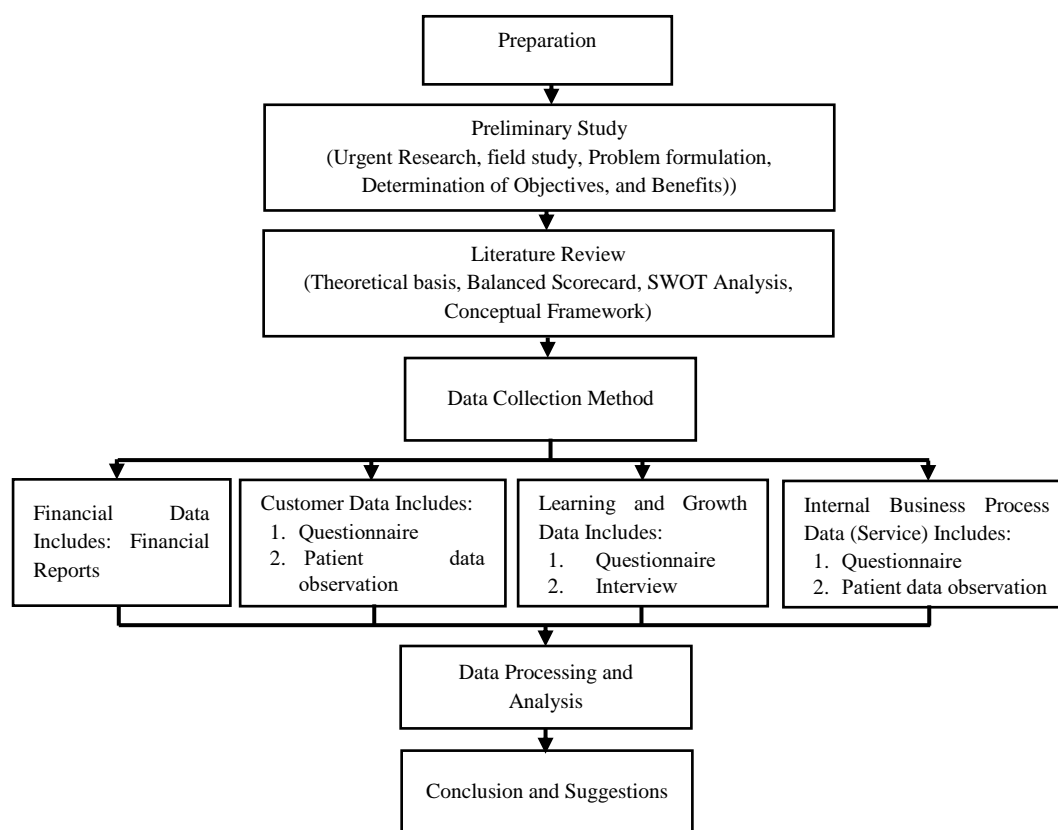 Preparation
Preliminary Study
(Urgent Research, field study, Problem formulation,
Determination of Objectives, and Benefits))
Literature Review
(Theoretical basis, Balanced Scorecard, SWOT Analysis,
Conceptual Framework)
Data Collection Method
Financial Data
Includes: Financial
Reports
Customer Data Includes:
1. Questionnaire
2. Patient data
observation
Learning and Growth
Data Includes:
1. Questionnaire
2. Interview
Internal Business Process
Data (Service) Includes:
1. Questionnaire
2. Patient data observation
Data Processing and
Analysis
Conclusion and Suggestions